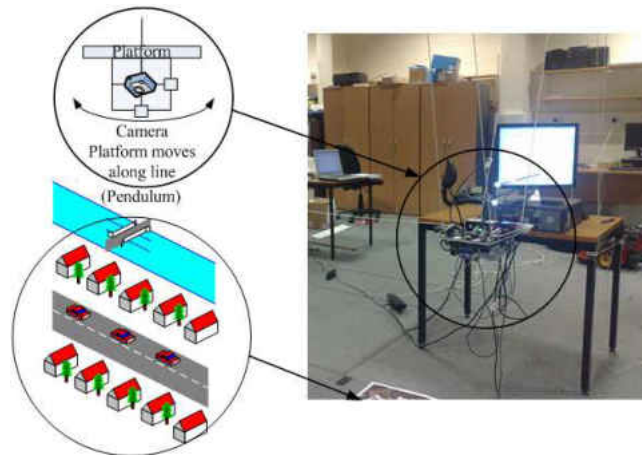 Platform
Camera
Platform moves
along line
(Pendulum)